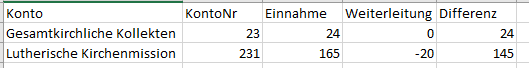 Konto KontoNr Einnahme Weiterleitung Differenz
Gesamtkirchliche Kollekten 23 24 0 24
Lutherische Kirchenmission 231 165 -20 145